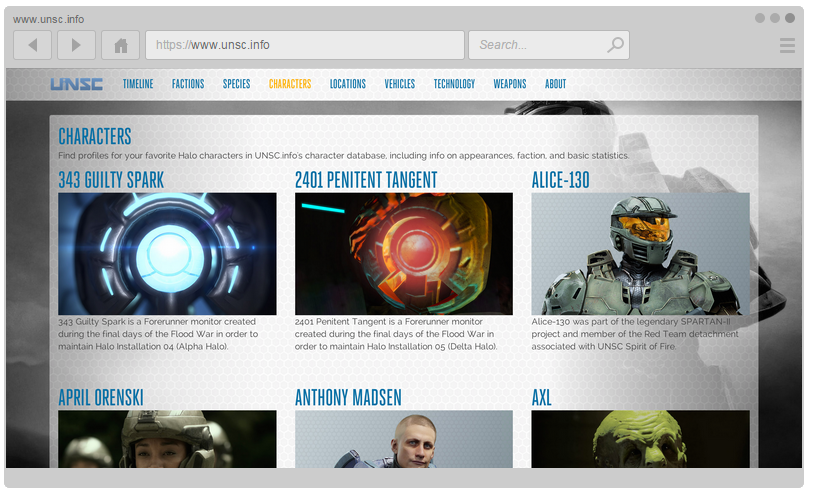 www.unsc.info
https://www.unsc.info
Search...
UNSC
TIMELINE FACTIONS SPECIES CHARACTERS LOCATIONS VEHICLES TECHNOLOGY WEAPONS ABOUT
CHARACTERS
Find profiles for your favorite Halo characters in UNSC.info's character database, including info on appearances, faction, and basic statistics.
343 GUILTY SPARK
343 Guilty Spark is a Forerunner monitor created
during the final days of the Flood War in order to
maintain Halo Installation 04 (Alpha Halo).
2401 PENITENT TANGENT
2401 Penitent Tangent is a Forerunner monitor
created during the final days of the Flood War in
order to maintain Halo Installation 05 (Delta Halo).
ALICE-130
Alice-130 was part of the legendary SPARTAN-II
project and member of the Red Team detachment
associated with UNSC Spirit of Fire.
APRIL ORENSKI
ANTHONY MADSEN
AXL